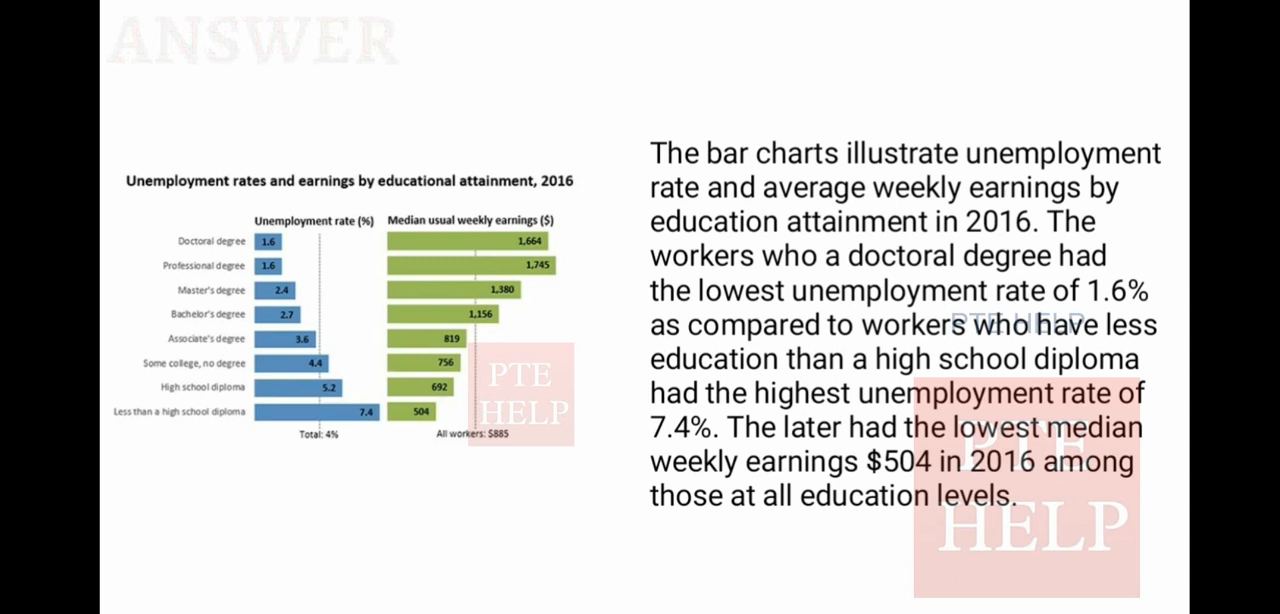 ANSWER
Unemployment rates and earnings by educational attainment, 2016
Unemployment rate (%) Median usual weekly earnings ($)
Doctoral degree 1.6 1,664
Professional degree 1.6 1,745
Master's degree 2.4 1,380
Bachelor's degree 2.7 1,156
Associate's degree 3.6 819
Some college, no degree 4.4 756
High school diploma 5.2 692
Less than a high school diploma 7.4 504
Total: 4% All workers: $885
PTE
HELP
The bar charts illustrate unemployment
rate and average weekly earnings by
education attainment in 2016. The
workers who a doctoral degree had
the lowest unemployment rate of 1.6%
as compared to workers who have less
education than a high school diploma
had the highest unemployment rate of
7.4%. The later had the lowest median
weekly earnings $504 in 2016 among
those at all education levels.
PTE HELP
PTE
HELP